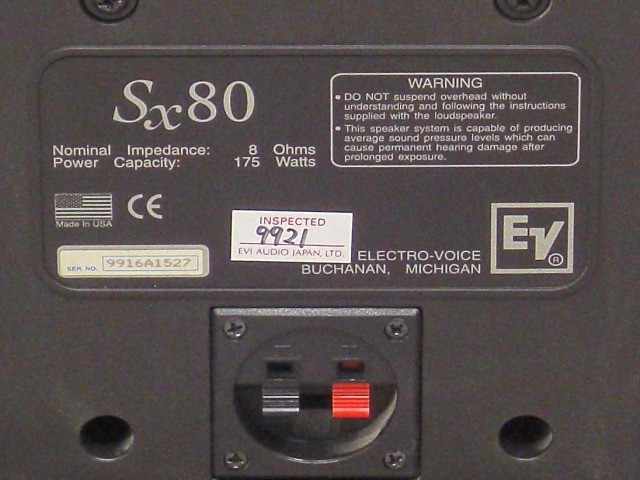 Sx80
Nominal Impedance: 8 Ohms
Power Capacity: 175 Watts
WARNING
• DO NOT suspend overhead without
understanding and following the instructions
supplied with the loudspeaker.
• This speaker system is capable of producing
average sound pressure levels which can
cause permanent hearing damage after
prolonged exposure.
Made In USA
CE
INSPECTED
9921
EVI AUDIO JAPAN, LTD.
SER. NO. 9916A1527
ELECTRO-VOICE
BUCHANAN, MICHIGAN
EV®